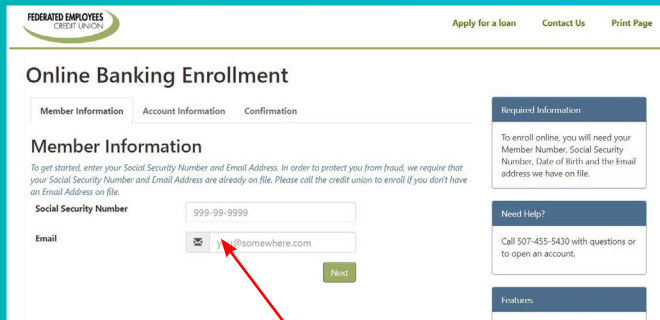 FEDERATED EMPLOYEES
CREDIT UNION
Apply for a loan Contact Us Print Page
Online Banking Enrollment
Member Information Account Information Confirmation
Member Information
To get started, enter your Social Security Number and Email Address. In order to protect you from fraud, we require that
your Social Security Number and Email Address are already on file. Please call the credit union to enroll if you don't have
an Email Address on file.
Social Security Number
999-99-9999
Email
you@somewhere.com
Next
Required Information
To enroll online, you will need your
Member Number, Social Security
Number, Date of Birth and the Email
address we have on file.
Need Help?
Call 507-455-5430 with questions or
to open an account.
Features